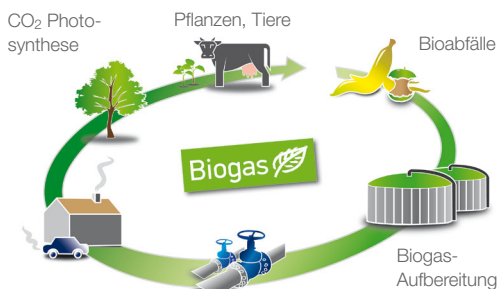 CO₂ Photo-
synthese
Pflanzen, Tiere
Bioabfälle
Biogas
Biogas-
Aufbereitung